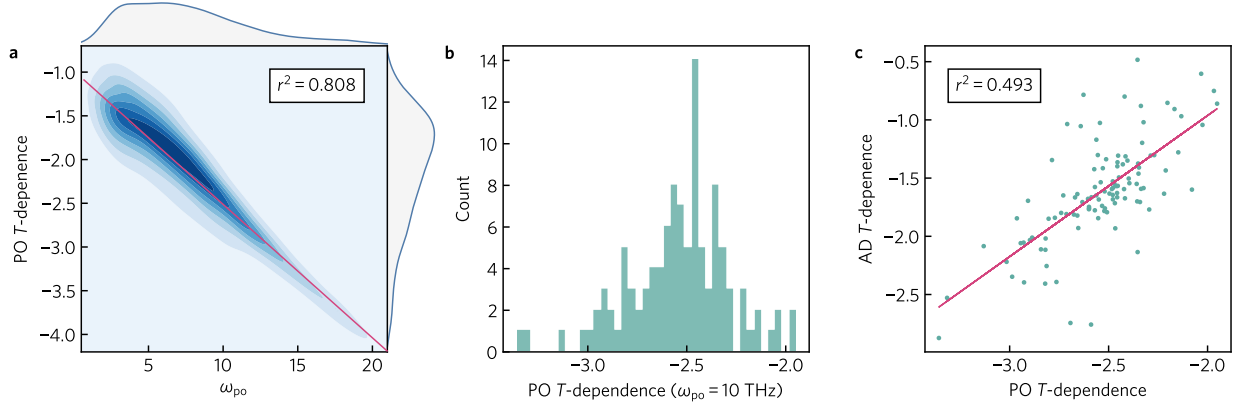 a
−1.0
−1.5
−2.0
−2.5
−3.0
−3.5
−4.0
PO T-depenence
r² = 0.808
5
10
15
20
ω_po
b
14
12
10
8
6
4
2
0
Count
−3.0
−2.5
−2.0
PO T-dependence (ω_po = 10 THz)
c
−0.5
−1.0
−1.5
−2.0
−2.5
AD T-depenence
r² = 0.493
−3.0
−2.5
−2.0
PO T-dependence